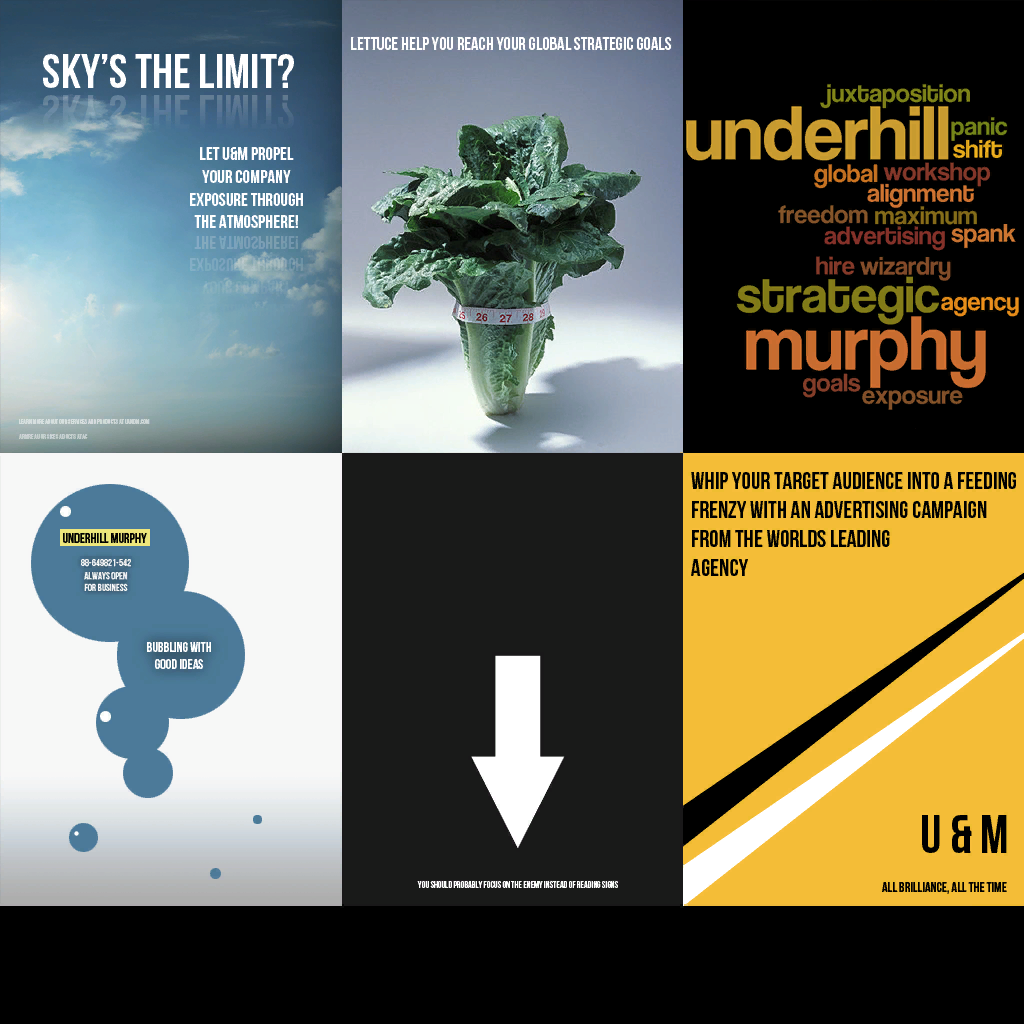 SKY'S THE LIMIT?
LET U&M PROPEL
YOUR COMPANY
EXPOSURE THROUGH
THE ATMOSPHERE!
LETTUCE HELP YOU REACH YOUR GLOBAL STRATEGIC GOALS
25 26 27 28 29
juxtaposition
underhill panic
shift
global workshop
alignment
freedom maximum
advertising spank
hire wizardry
strategic agency
murphy
goals
exposure
UNDERHILL MURPHY
ALWAYS OPEN
FOR BUSINESS
BUBBLING WITH
GOOD IDEAS
YOU SHOULD PROBABLY FOCUS ON THE ENEMY INSTEAD OF READING SIGNS
WHIP YOUR TARGET AUDIENCE INTO A FEEDING
FRENZY WITH AN ADVERTISING CAMPAIGN
FROM THE WORLDS LEADING
AGENCY
U & M
ALL BRILLIANCE, ALL THE TIME